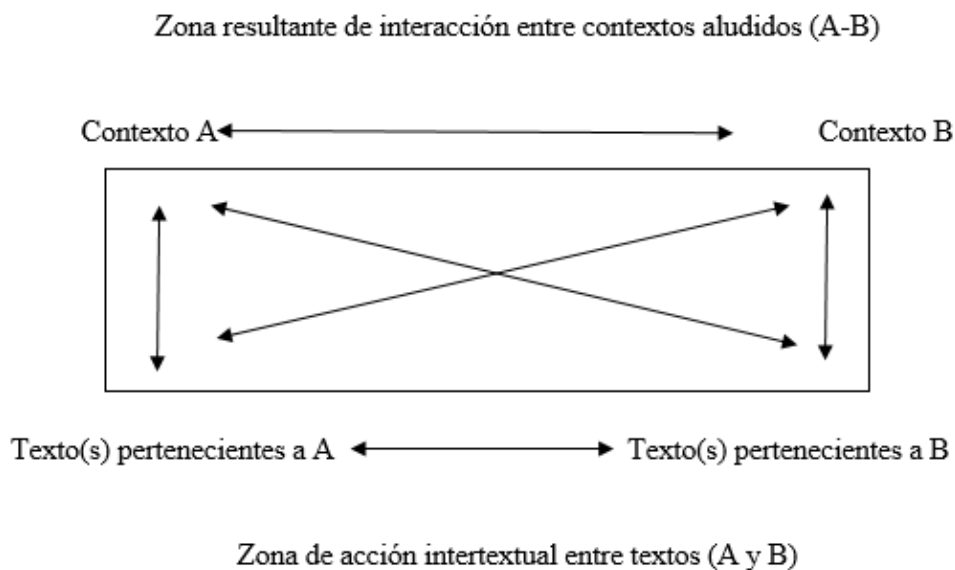 Zona resultante de interacción entre contextos aludidos (A-B)
Contexto A
Contexto B
Texto(s) pertenecientes a A
Texto(s) pertenecientes a B
Zona de acción intertextual entre textos (A y B)